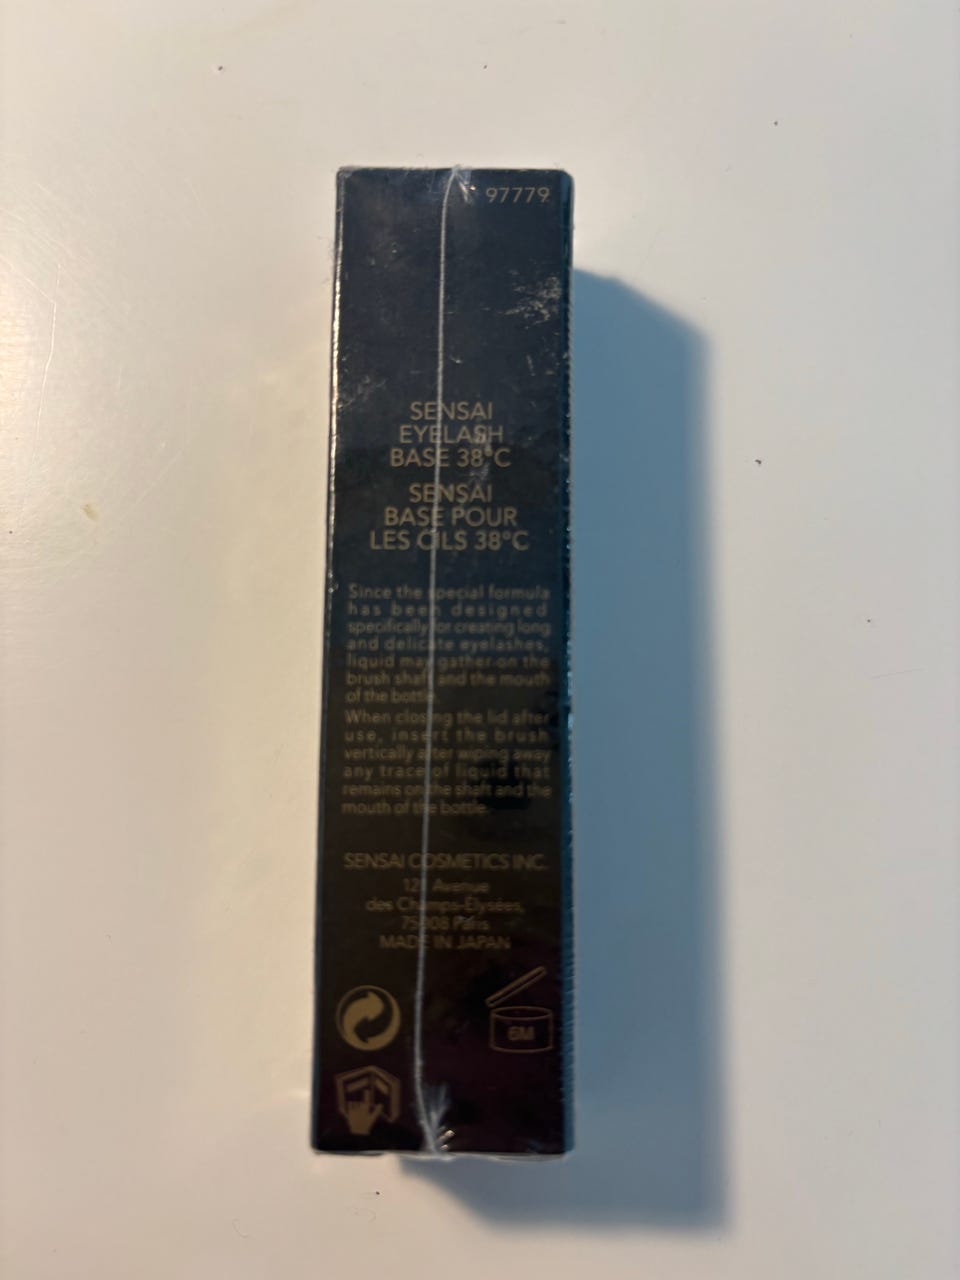 97779
SENSAI
EYELASH
BASE 38°C
SENSAI
BASE POUR
LES CILS 38°C
Since the special formula
has been designed
specifically for creating long
and delicate eyelashes,
liquid may gather on the
brush shaft and the mouth
of the bottle.
When closing the lid after
use, insert the brush
vertically after wiping away
any trace of liquid that
remains on the shaft and the
mouth of the bottle.
SENSAI COSMETICS INC.
121 Avenue
des Champs-Élysées,
75008 Paris
MADE IN JAPAN
6M